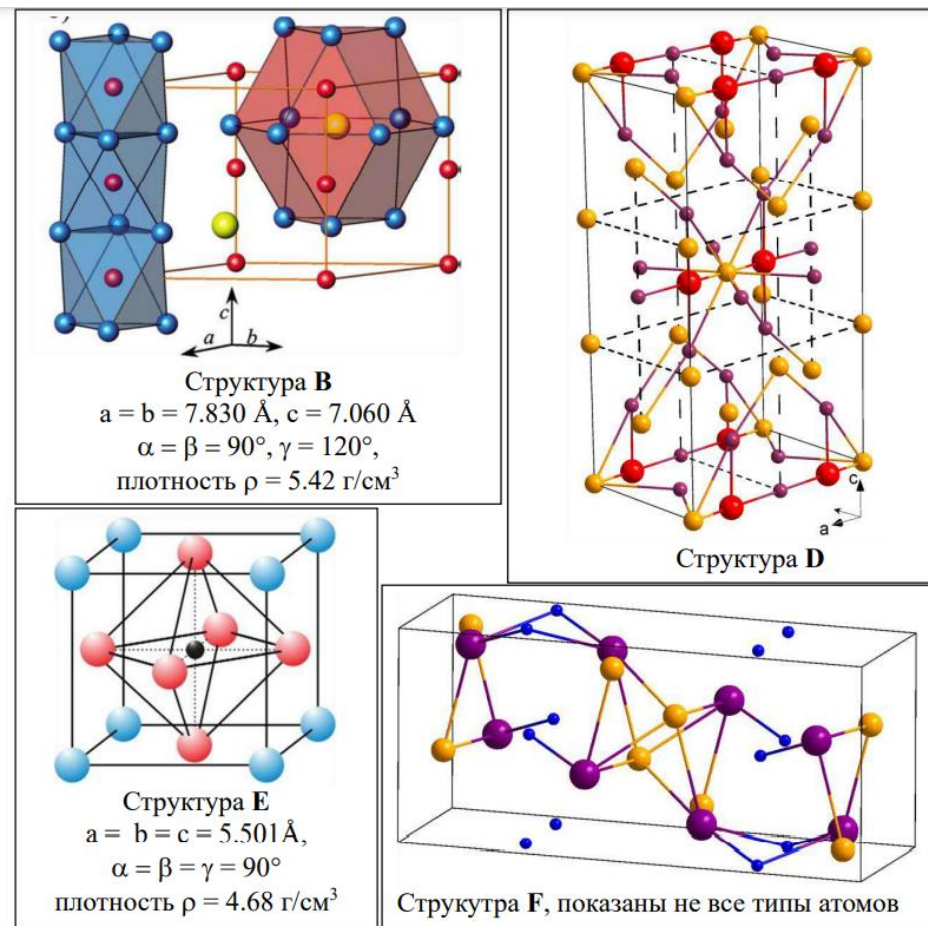 c
a b
Структура B
a = b = 7.830 Å, c = 7.060 Å
α = β = 90°, γ = 120°,
плотность ρ = 5.42 г/см³
c
a
Структура D
Структура E
a = b = c = 5.501Å,
α = β = γ = 90°
плотность ρ = 4.68 г/см³
Струкутра F, показаны не все типы атомов